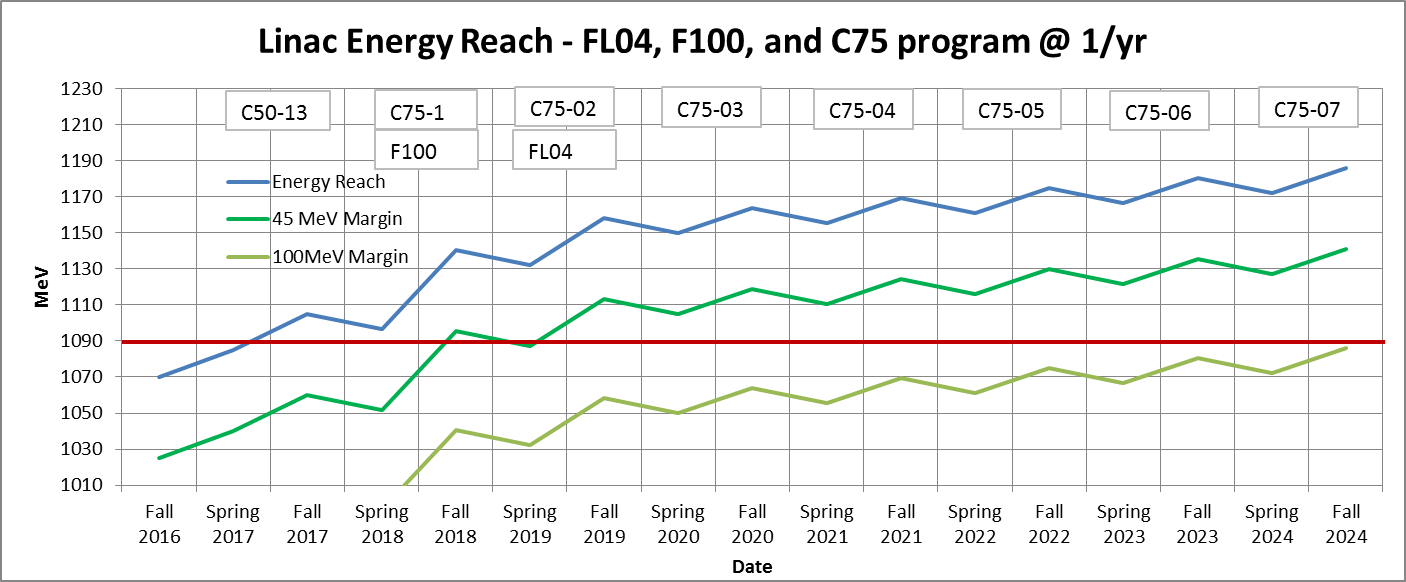 Linac Energy Reach - FL04, F100, and C75 program @ 1/yr
1230
1210
1190
1170
1150
1130
1110
1090
1070
1050
1030
1010
MeV
C50-13
C75-1
C75-02
C75-03
C75-04
C75-05
C75-06
C75-07
F100
FL04
Energy Reach
45 MeV Margin
100MeV Margin
Fall 2016
Spring 2017
Fall 2017
Spring 2018
Fall 2018
Spring 2019
Fall 2019
Spring 2020
Fall 2020
Spring 2021
Fall 2021
Spring 2022
Fall 2022
Spring 2023
Fall 2023
Spring 2024
Fall 2024
Date